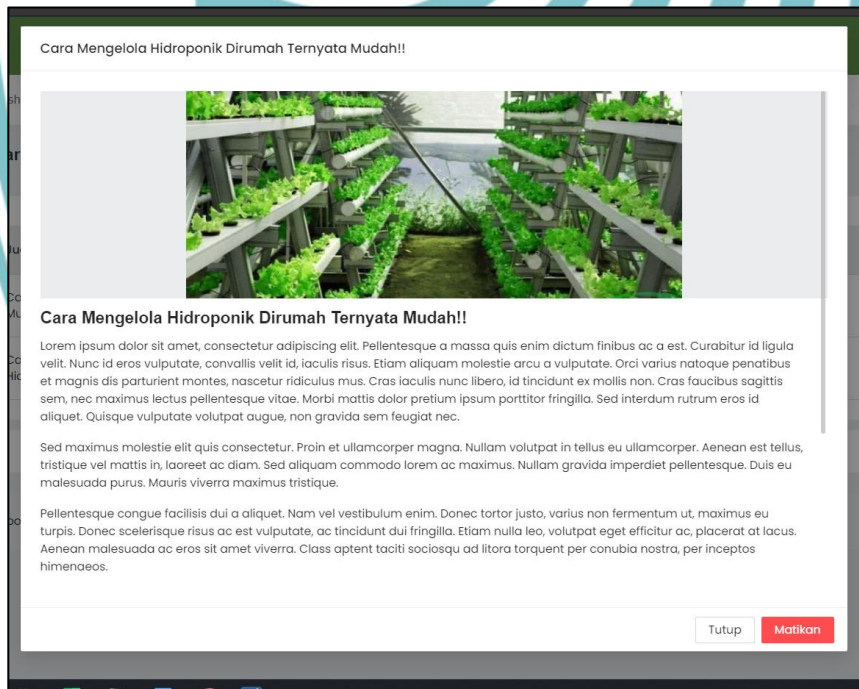 Cara Mengelola Hidroponik Dirumah Ternyata Mudah!!
Cara Mengelola Hidroponik Dirumah Ternyata Mudah!!
Lorem ipsum dolor sit amet, consectetur adipiscing elit. Pellentesque a massa quis enim dictum finibus ac a est. Curabitur id ligula
velit. Nunc id eros vulputate, convallis velit id, iaculis risus. Etiam aliquam molestie arcu a vulputate. Orci varius natoque penatibus
et magnis dis parturient montes, nascetur ridiculus mus. Cras iaculis nunc libero, id tincidunt ex mollis non. Cras faucibus sagittis
sem, nec maximus lectus pellentesque vitae. Morbi mattis dolor pretium ipsum porttitor fringilla. Sed interdum rutrum eros id
aliquet. Quisque vulputate volutpat augue, non gravida sem feugiat nec.
Sed maximus molestie elit quis consectetur. Proin et ullamcorper magna. Nullam volutpat in tellus eu ullamcorper. Aenean est tellus,
tristique vel mattis in, laoreet ac diam. Sed aliquam commodo lorem ac maximus. Nullam gravida imperdiet pellentesque. Duis eu
malesuada purus. Mauris viverra maximus tristique.
Pellentesque congue facilisis dui a aliquet. Nam vel vestibulum enim. Donec tortor justo, varius non fermentum ut, maximus eu
turpis. Donec scelerisque risus ac est vulputate, ac tincidunt dui fringilla. Etiam nulla leo, volutpat eget efficitur ac, placerat at lacus.
Aenean malesuada ac eros sit amet viverra. Class aptent taciti sociosqu ad litora torquent per conubia nostra, per inceptos
himenaeos.
Tutup
Matikan